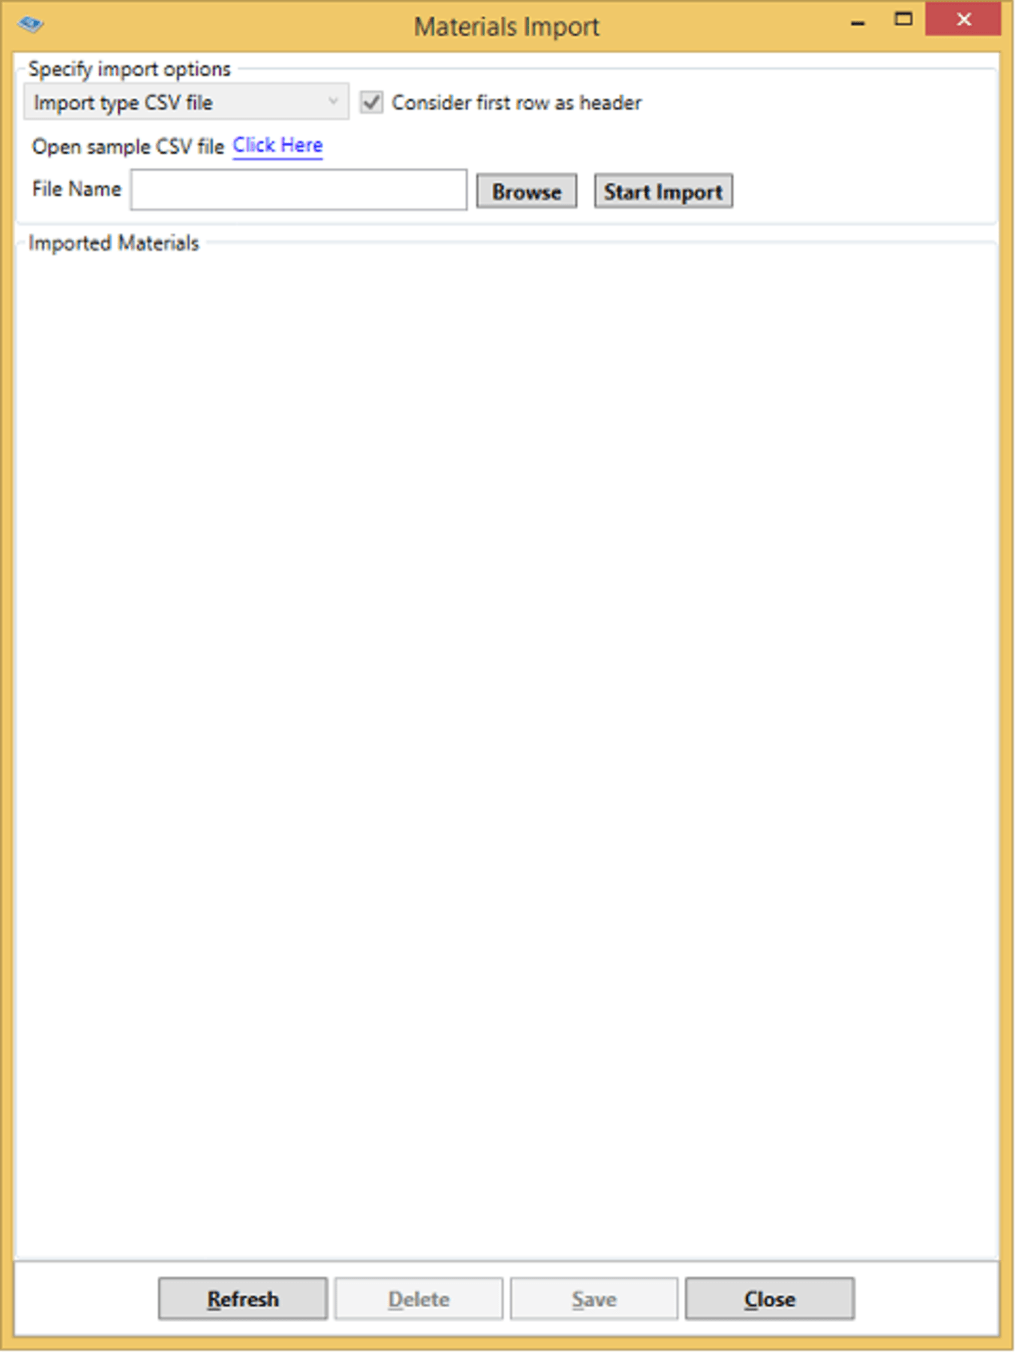 Materials Import
Specify import options
Import type CSV file
Consider first row as header
Open sample CSV file Click Here
File Name
Browse
Start Import
Imported Materials
Refresh
Delete
Save
Close